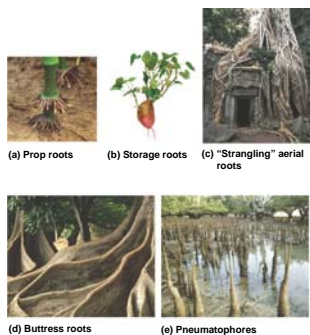 (a) Prop roots
(b) Storage roots
(c) “Strangling” aerial
roots
(d) Buttress roots
(e) Pneumatophores